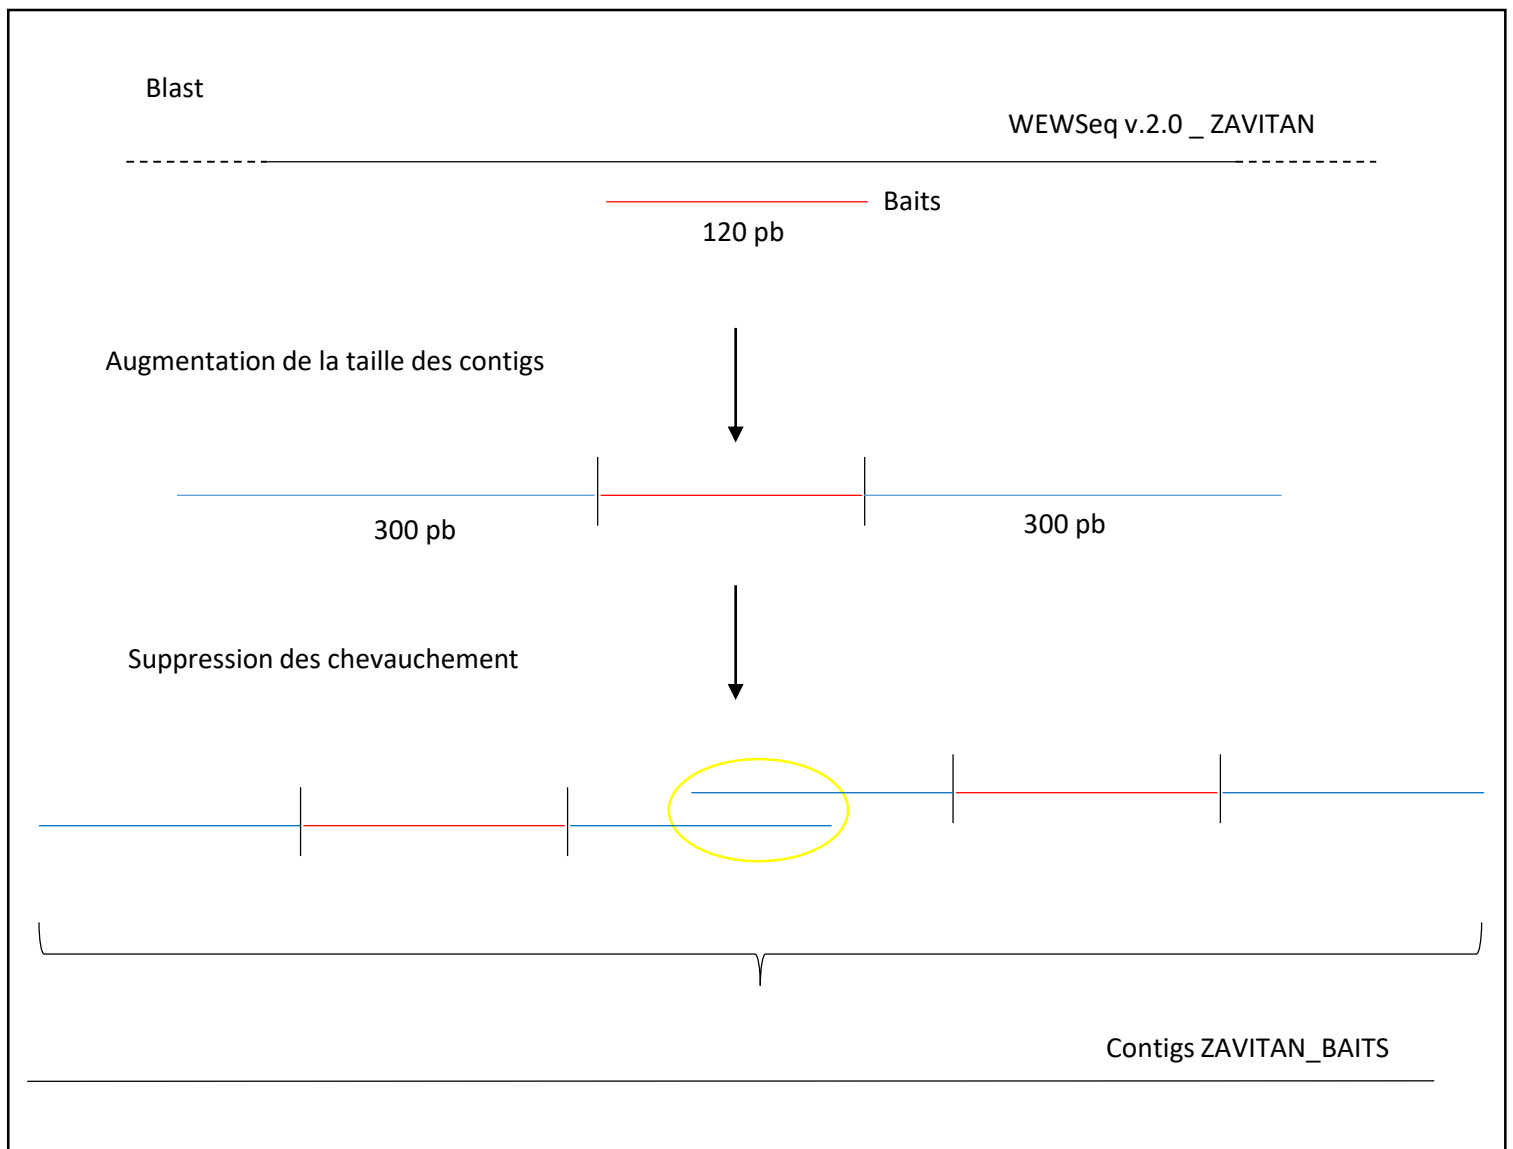 Blast
WEWSeq v.2.0 _ ZAVITAN
Baits
120 pb
Augmentation de la taille des contigs
300 pb
300 pb
Suppression des chevauchement
Contigs ZAVITAN_BAITS